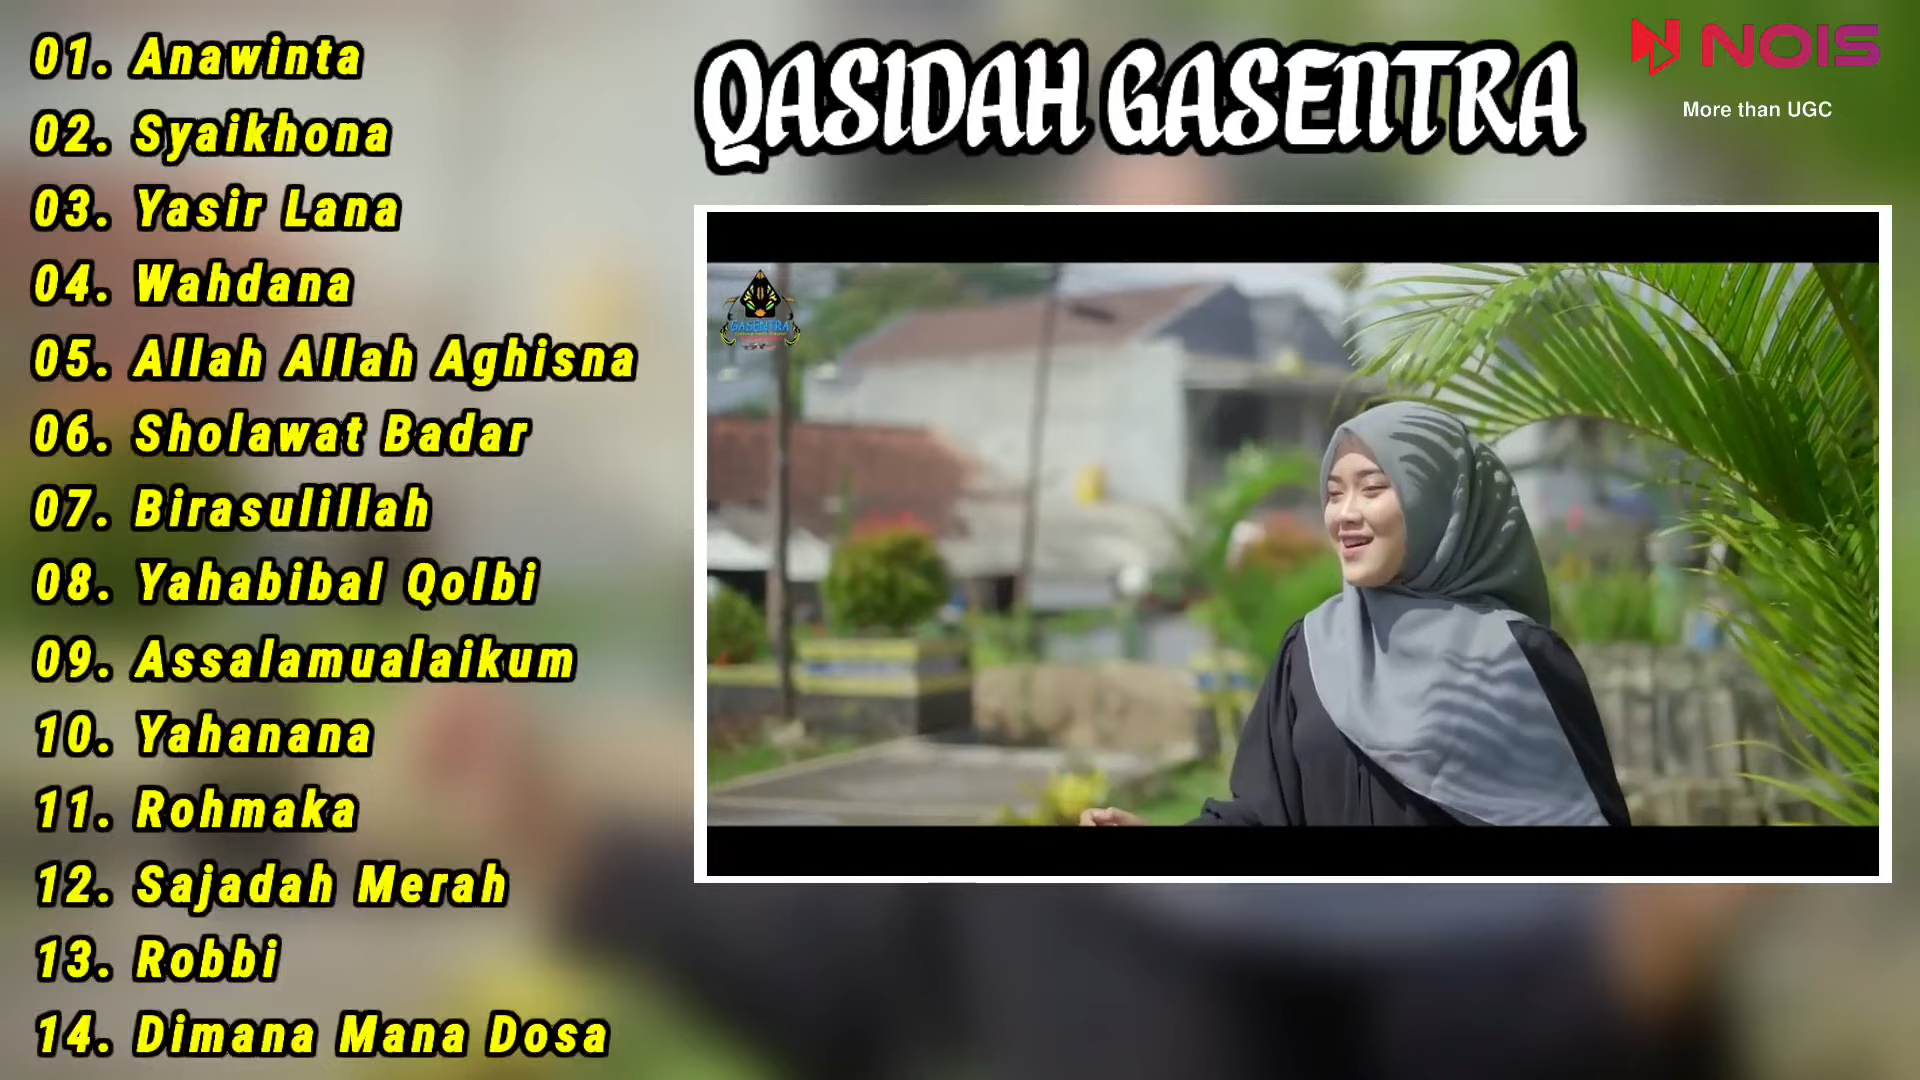 01. Anawinta
02. Syaikhona
03. Yasir Lana
04. Wahdana
05. Allah Allah Aghisna
06. Sholawat Badar
07. Birasulillah
08. Yahabibal Qolbi
09. Assalamualaikum
10. Yahanana
11. Rohmaka
12. Sajadah Merah
13. Robbi
14. Dimana Mana Dosa
QASIDAH GASENTRA
NOIS
More than UGC
GASENTRA